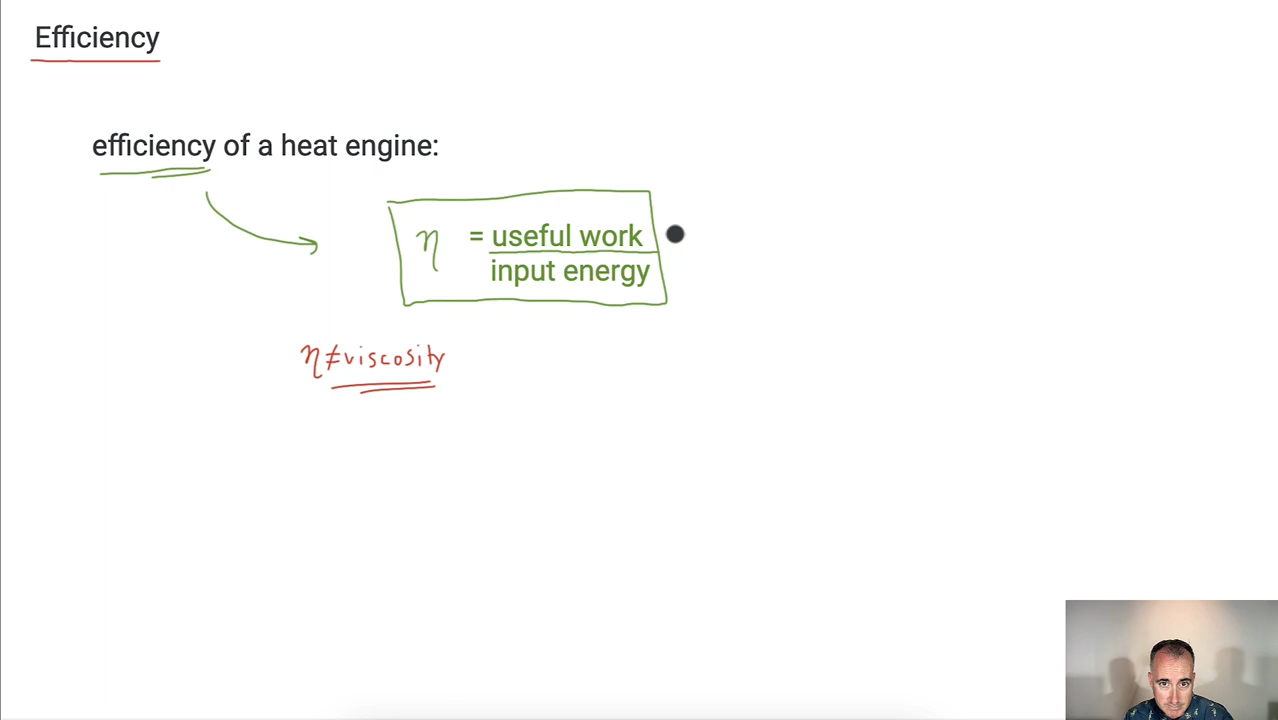 Efficiency
efficiency of a heat engine:
η = useful work
input energy
η≠viscosity